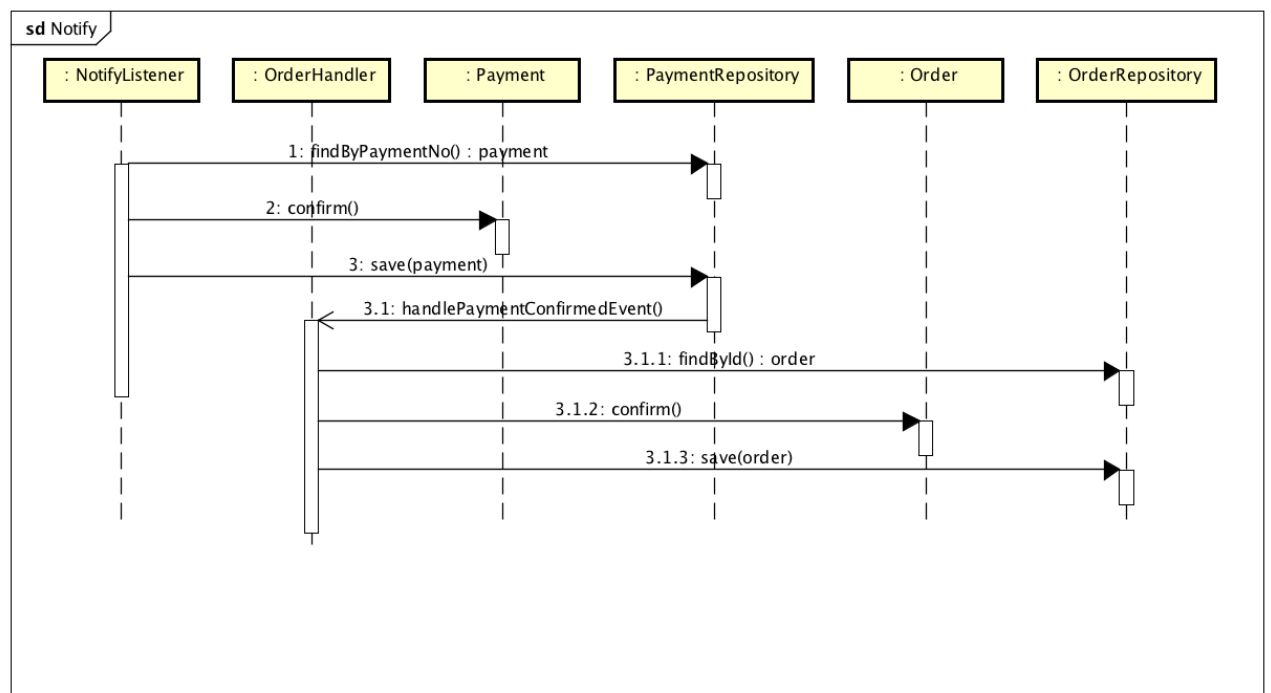 sd Notify
: NotifyListener
: OrderHandler
: Payment
: PaymentRepository
: Order
: OrderRepository
1: findByPaymentNo() : payment
2: confirm()
3: save(payment)
3.1: handlePaymentConfirmedEvent()
3.1.1: findById() : order
3.1.2: confirm()
3.1.3: save(order)